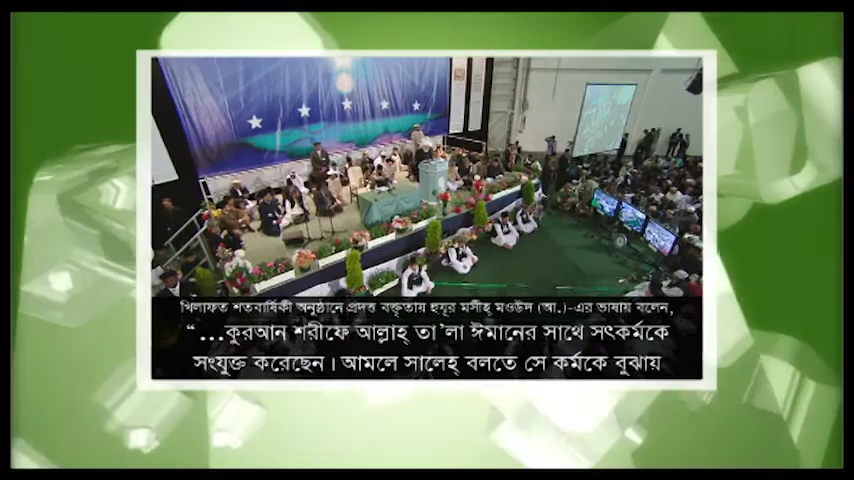 খিলাফত শতবার্ষিকী অনুষ্ঠানে প্রদত্ত বক্তৃতায় হুযূর মসীহ্ মওউদ (আ.)-এর ভাষায় বলেন,
“...কুরআন শরীফে আল্লাহ্ তা'লা ঈমানের সাথে সৎকর্মকে
সংযুক্ত করেছেন। আমলে সালেহ্ বলতে সে কর্মকে বুঝায়